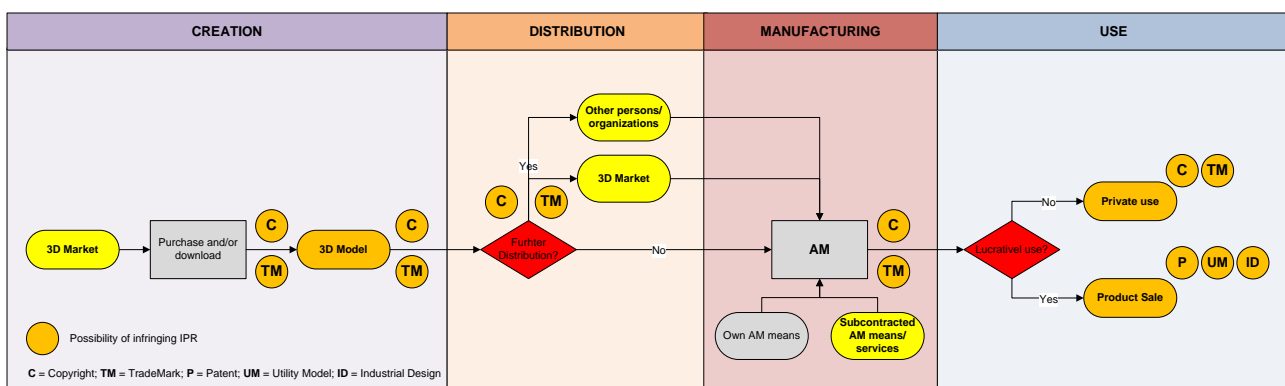 CREATION
DISTRIBUTION
MANUFACTURING
USE
Other persons/
organizations
Yes
3D Market
C
TM
C
TM
No
Private use
3D Market
Purchase and/or
download
C
TM
3D Model
C
TM
Furhter
Distribution?
No
AM
C
TM
Lucrativel use?
P
UM
ID
Yes
Product Sale
Own AM means
Subcontracted
AM means/
services
Possibility of infringing IPR
C = Copyright; TM = TradeMark; P = Patent; UM = Utility Model; ID = Industrial Design